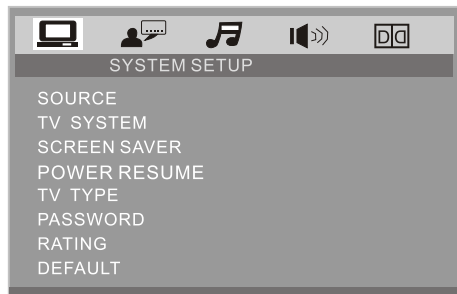 SYSTEM SETUP
SOURCE
TV SYSTEM
SCREEN SAVER
POWER RESUME
TV TYPE
PASSWORD
RATING
DEFAULT